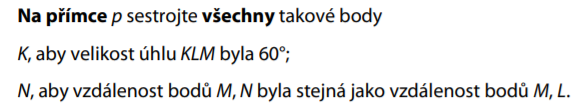 Na přímce p sestrojte všechny takové body
K, aby velikost úhlu KLM byla 60°;
N, aby vzdálenost bodů M, N byla stejná jako vzdálenost bodů M, L.